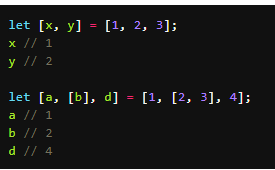 let [x, y] = [1, 2, 3];
x // 1
y // 2
let [a, [b], d] = [1, [2, 3], 4];
a // 1
b // 2
d // 4